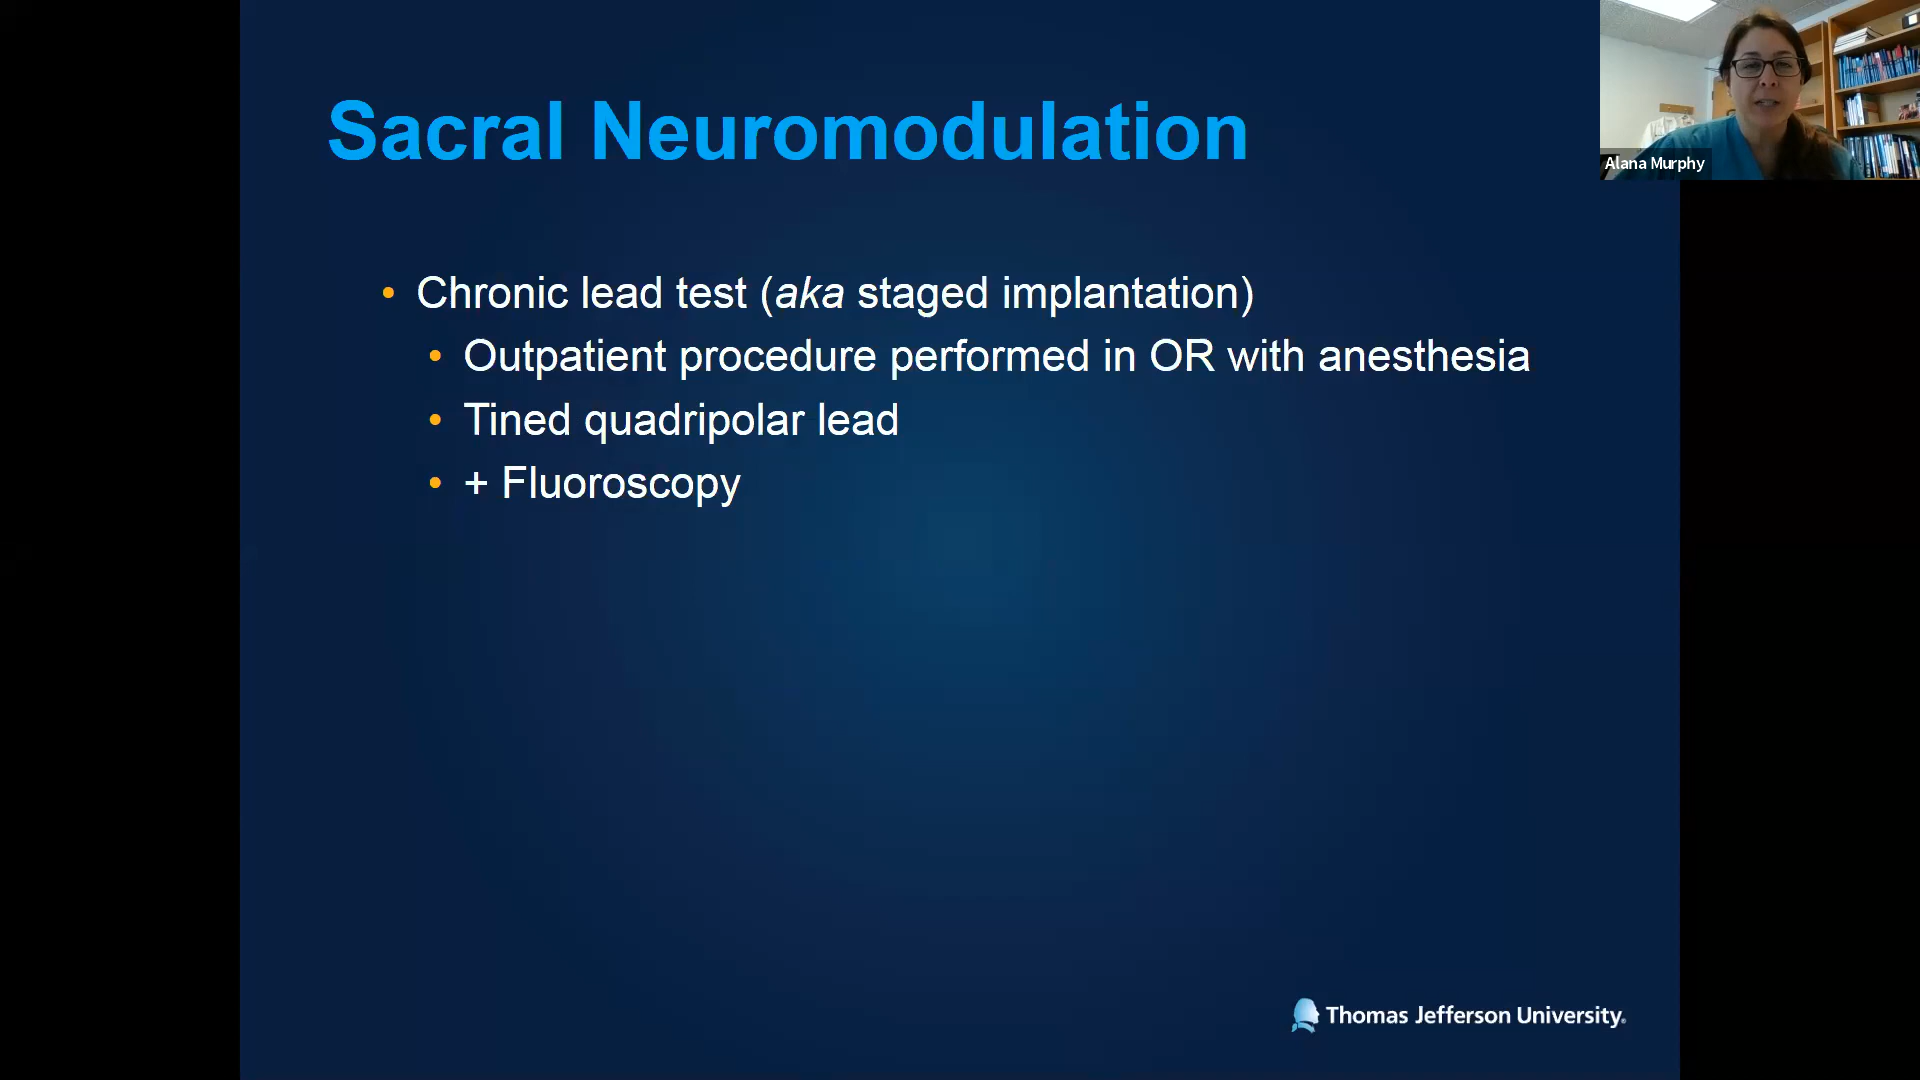 Sacral Neuromodulation
Alana Murphy
• Chronic lead test (aka staged implantation)
• Outpatient procedure performed in OR with anesthesia
• Tined quadripolar lead
• + Fluoroscopy
Thomas Jefferson University®